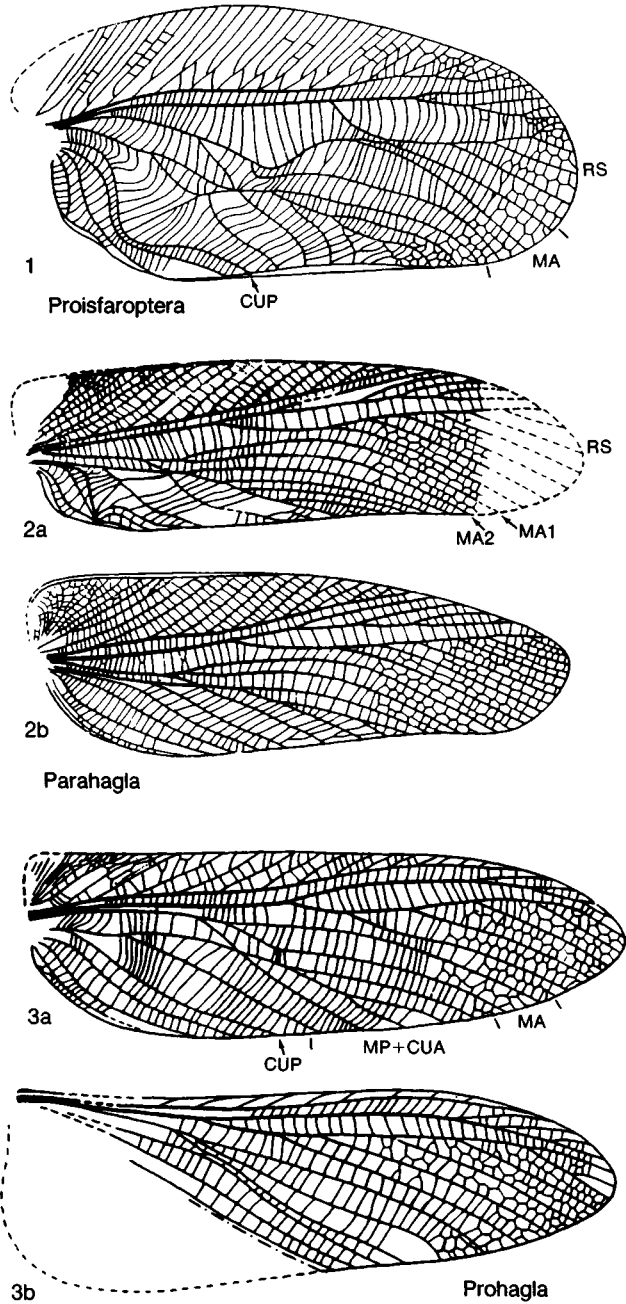 RS
MA
1
CUP
Proisfaroptera
RS
2a
MA2 MA1
2b
Parahagla
3a
MA
CUP MP+CUA
3b Prohagla